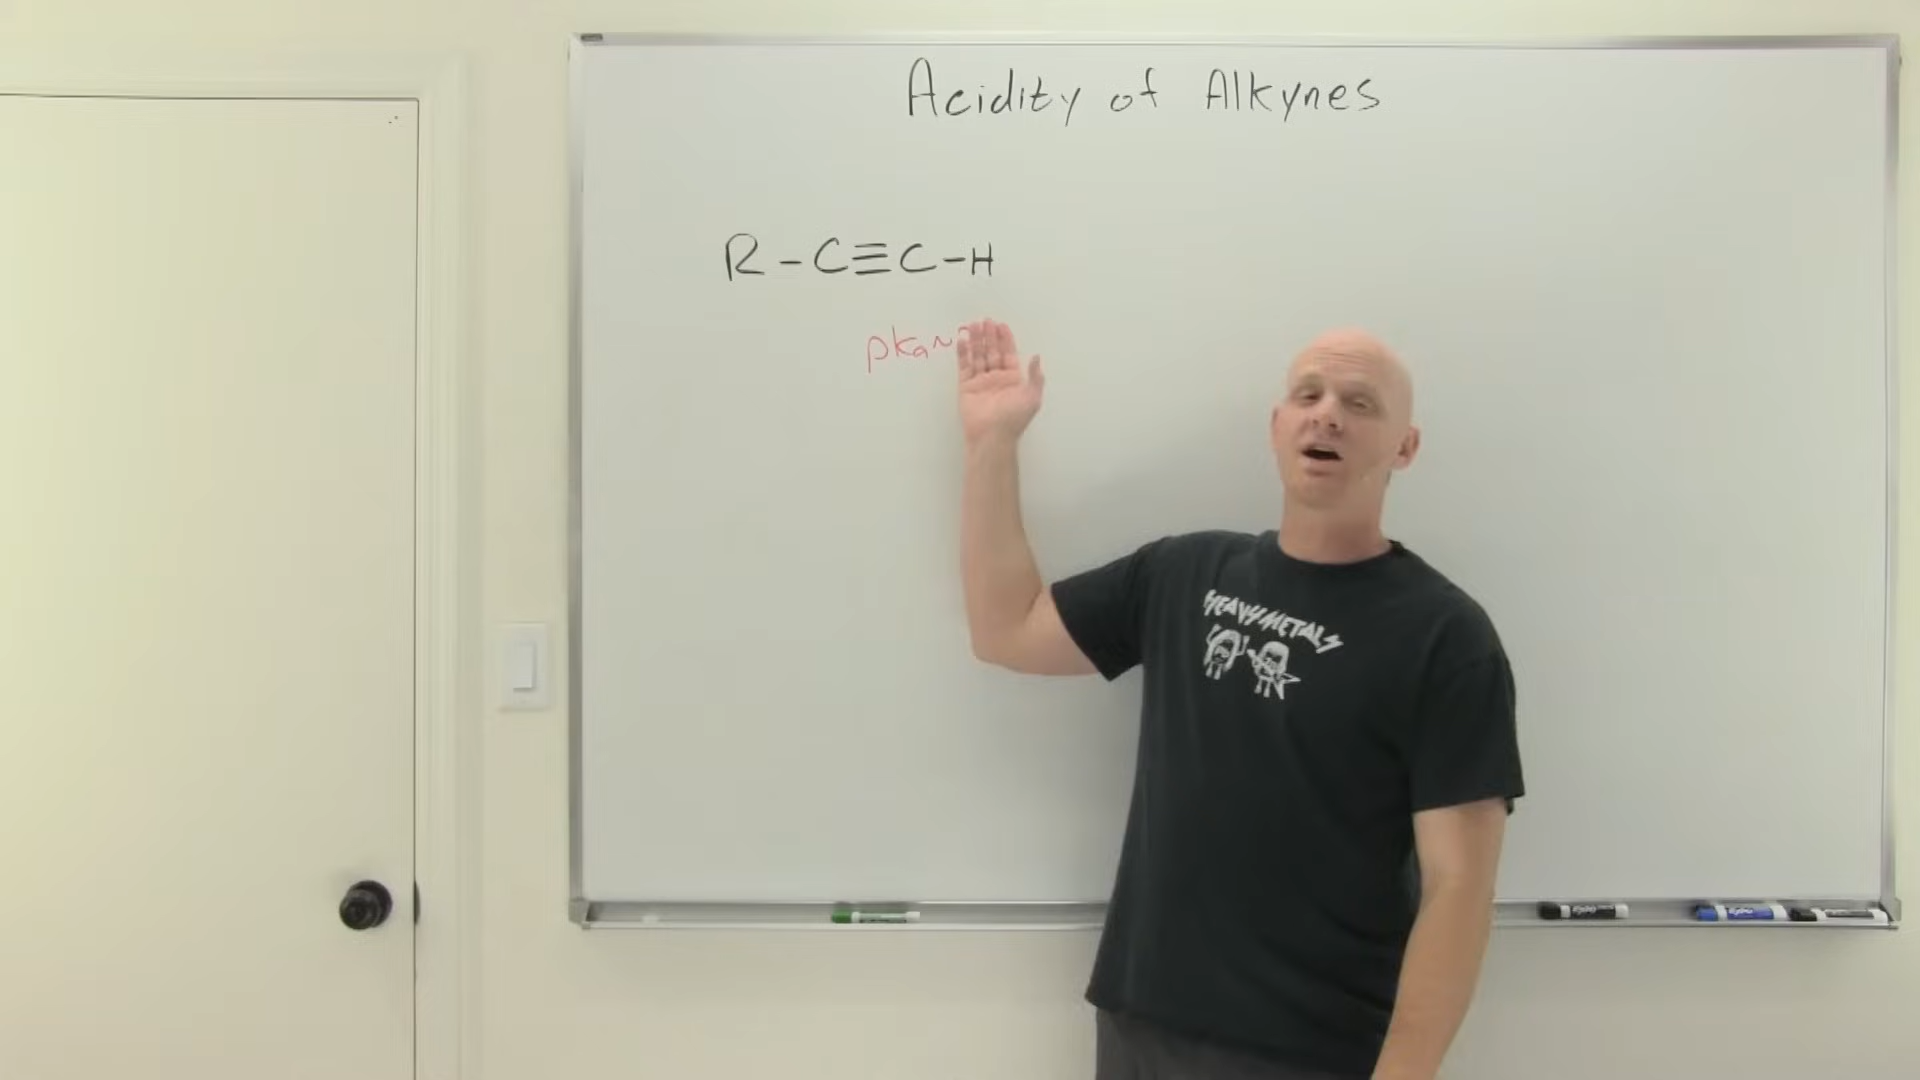 Acidity of Alkynes
R-C≡C-H
pka~
HEAVY METALS